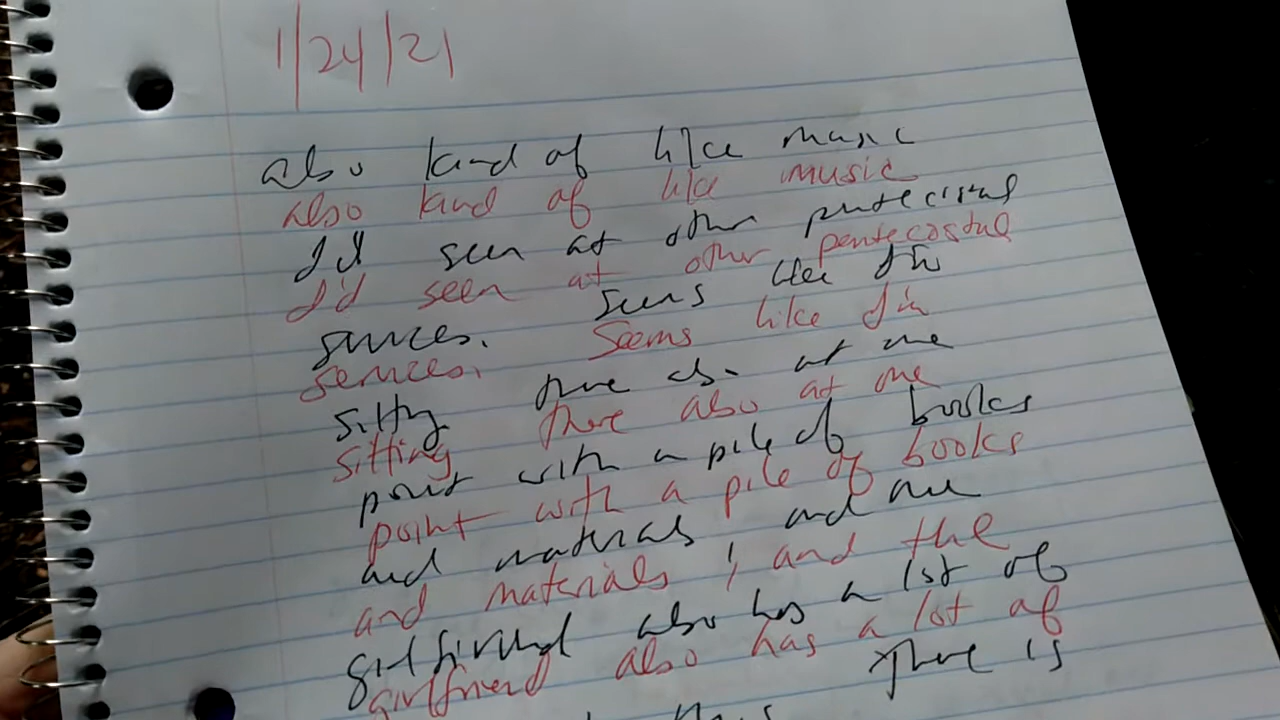 1/24/21
also kind of like music
also kind of like music
I'd seen at other pentecostal
I'd seen at other pentecostal
services. Seems like I'm
services. Seems like I'm
sitting there also at one
sitting there also at one
point with a pile of books
point with a pile of books
and materials and
and materials; and the
girlfriend also has a lot of
girlfriend also has a lot of
There is